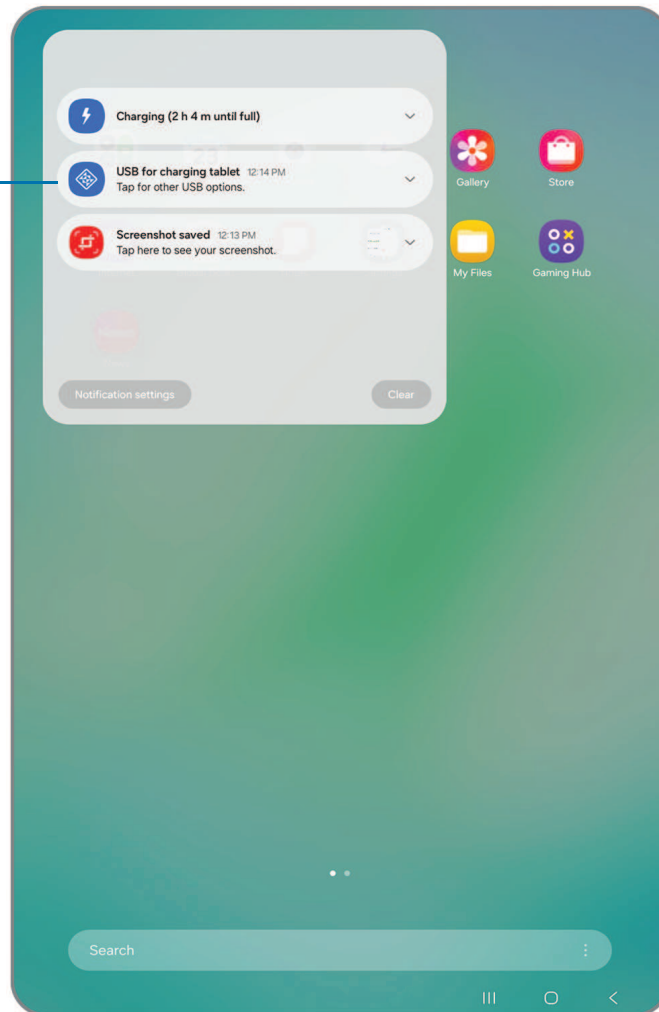 Charging (2 h 4 m until full)
USB for charging tablet 12:14 PM
Tap for other USB options.
Screenshot saved 12:13 PM
Tap here to see your screenshot.
Notification settings
Clear
Gallery
Store
My Files
Gaming Hub
Search